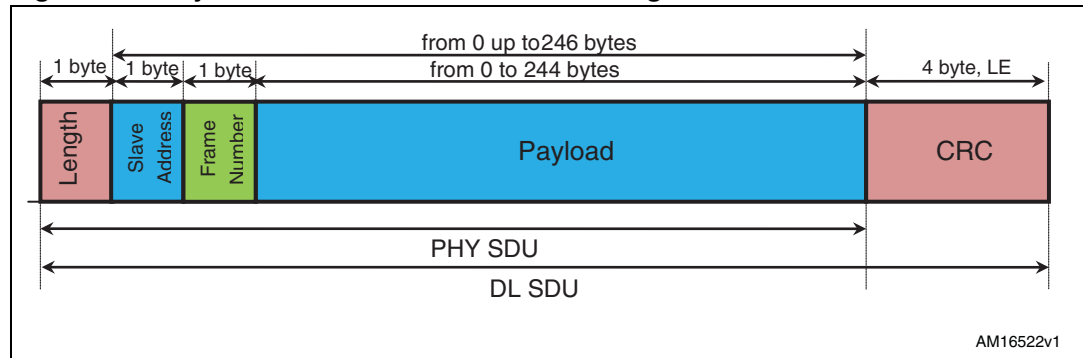 from 0 up to246 bytes
1 byte
1 byte
1 byte
from 0 to 244 bytes
4 byte, LE
Length
Slave
Address
Frame
Number
Payload
CRC
PHY SDU
DL SDU
AM16522v1